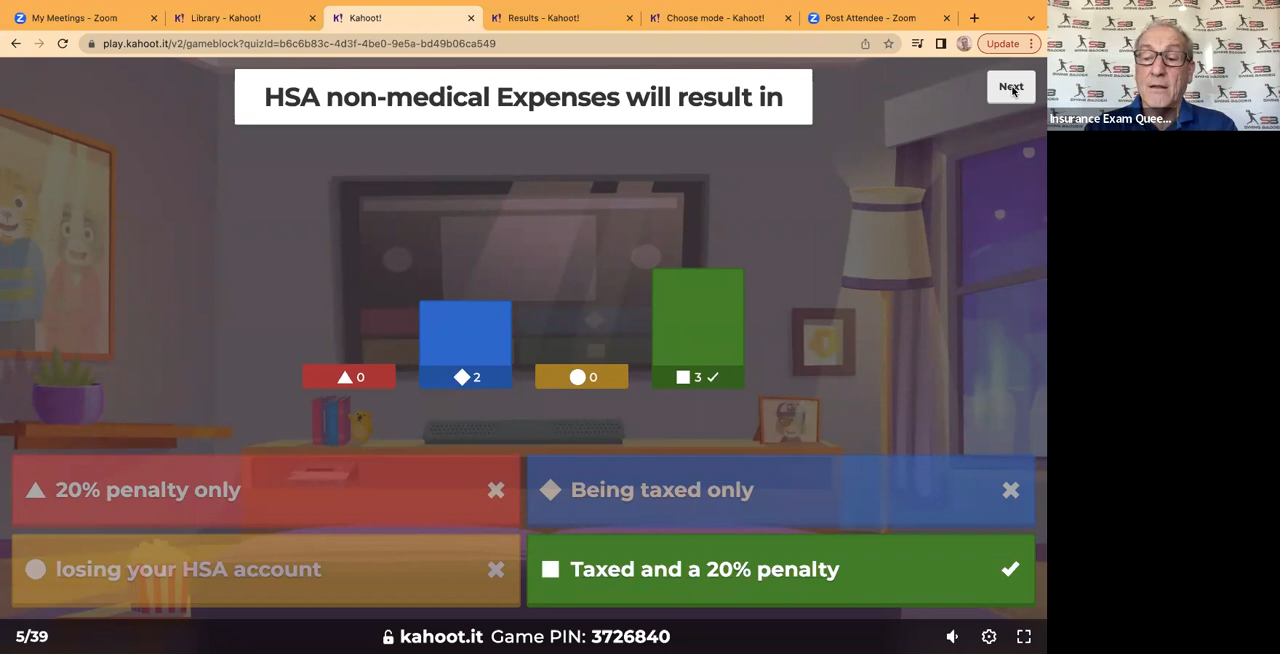 My Meetings - Zoom
Library - Kahoot!
Kahoot!
Results - Kahoot!
Choose mode - Kahoot!
Post Attendee - Zoom
play.kahoot.it/v2/gameblock?quizId=b6c6b83c-4d3f-4be0-9e5a-bd49b06ca549
Update
HSA non-medical Expenses will result in
Next
Insurance Exam Quee...
0
2
0
3
20% penalty only
Being taxed only
losing your HSA account
Taxed and a 20% penalty
5/39
kahoot.it Game PIN: 3726840